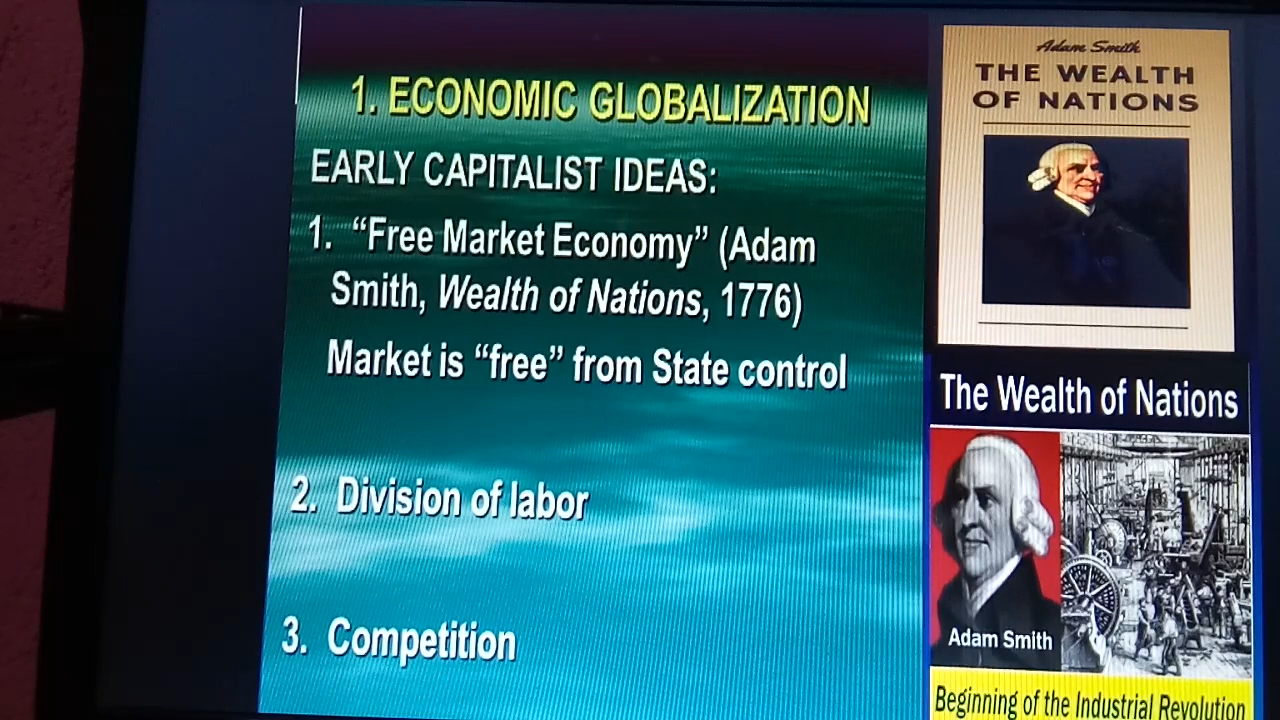 1. ECONOMIC GLOBALIZATION
EARLY CAPITALIST IDEAS:
1. “Free Market Economy” (Adam
Smith, Wealth of Nations, 1776)
Market is “free” from State control
2. Division of labor
3. Competition
Adam Smith
THE WEALTH
OF NATIONS
The Wealth of Nations
Adam Smith
Beginning of the Industrial Revolution